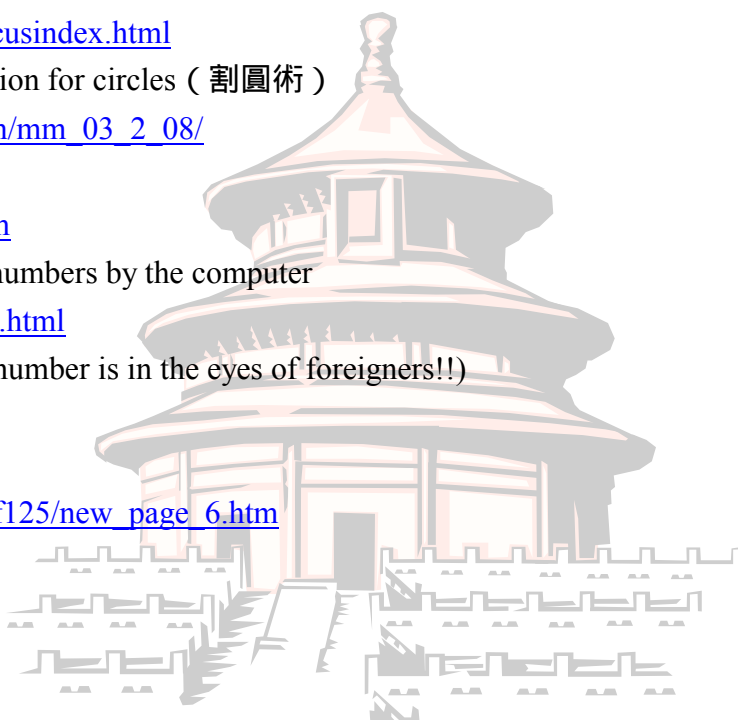 cusindex.html
ion for circles（割圓術）
n/mm_03_2_08/
n
numbers by the computer
.html
number is in the eyes of foreigners!!)
f125/new_page_6.htm